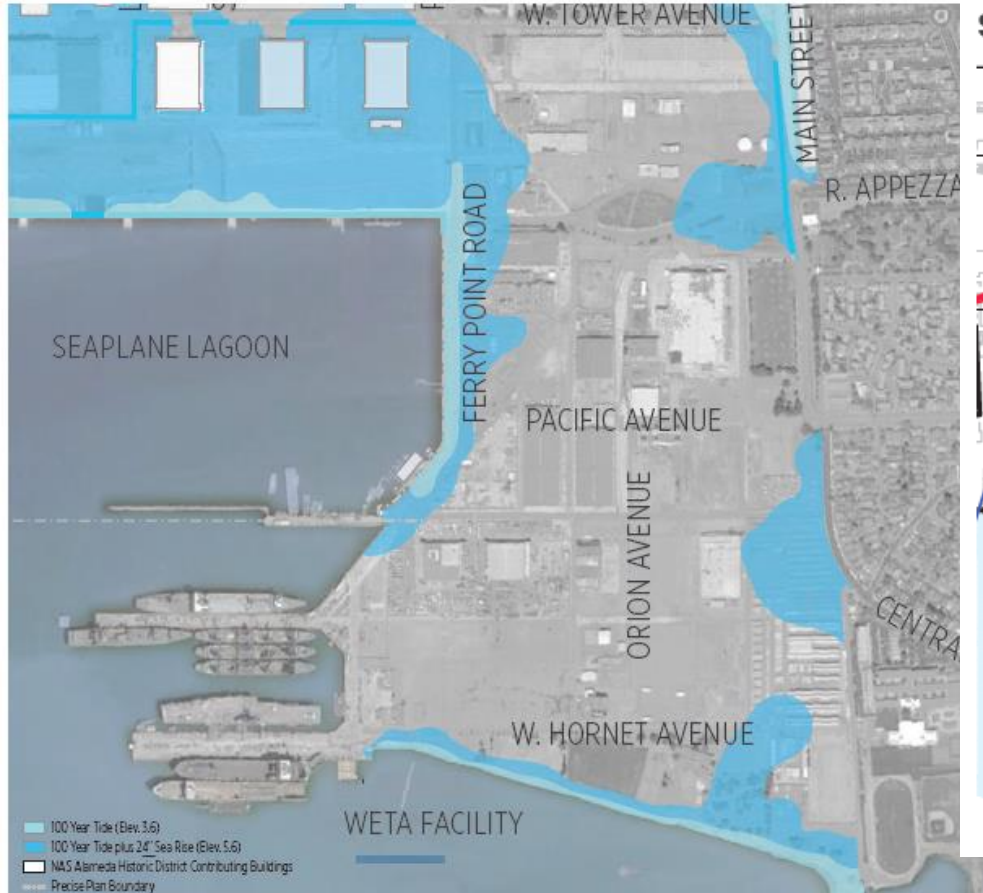 W. TOWER AVENUE
MAIN STREET
R. APPEZZA
FERRY POINT ROAD
SEAPLANE LAGOON
PACIFIC AVENUE
ORION AVENUE
CENTRA
W. HORNET AVENUE
WETA FACILITY
100 Year Tide (Elev. 3.6)
100 Year Tide plus 24" Sea Rise (Elev. 5.6)
NAS Alameda Historic District Contributing Buildings
Precise Plan Boundary